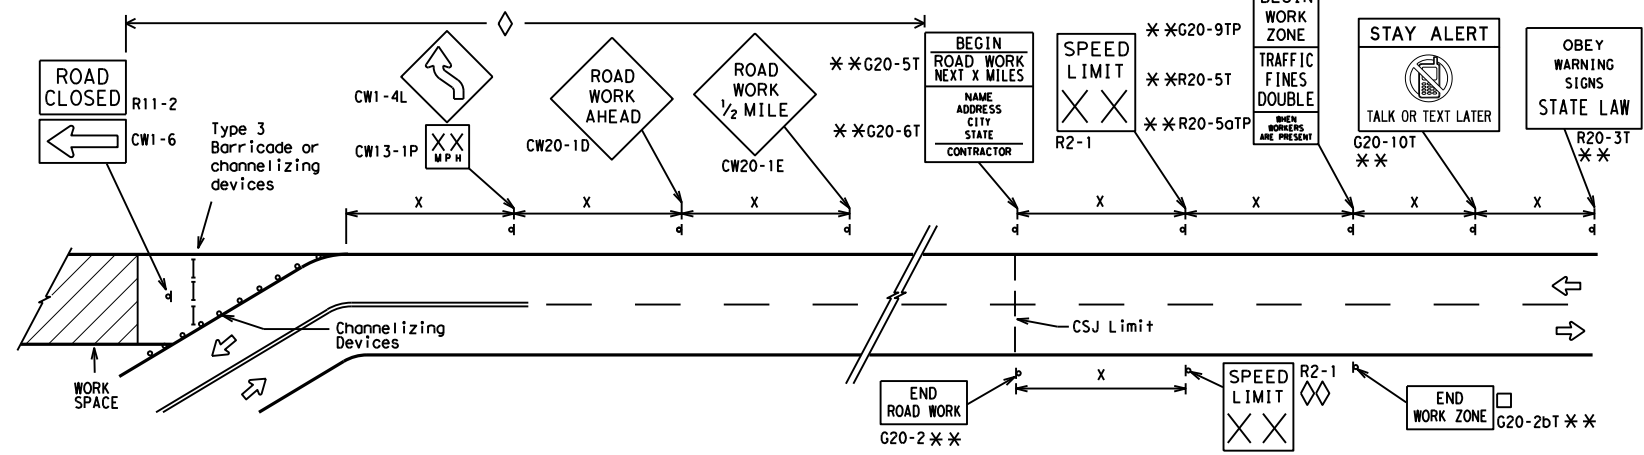 ROAD
CLOSED
R11-2
CW1-6
Type 3
Barricade or
channelizing
devices
CW1-4L
XX
MPH
CW13-1P
ROAD
WORK
AHEAD
CW20-1D
ROAD
WORK
1/2 MILE
CW20-1E
**G20-5T
**G20-6T
BEGIN
ROAD WORK
NEXT X MILES
NAME
ADDRESS
CITY
STATE
CONTRACTOR
SPEED
LIMIT
XX
R2-1
**G20-9TP
**R20-5T
**R20-5aTP
BEGIN
WORK
ZONE
TRAFFIC
FINES
DOUBLE
WHEN
WORKERS
ARE PRESENT
STAY ALERT
TALK OR TEXT LATER
G20-10T
**
OBEY
WARNING
SIGNS
STATE LAW
R20-3T
**
X
X
X
X
X
X
X
Channelizing
Devices
CSJ Limit
WORK
SPACE
END
ROAD WORK
G20-2**
X
SPEED
LIMIT
XX
R2-1
END
WORK ZONE
G20-2bT **